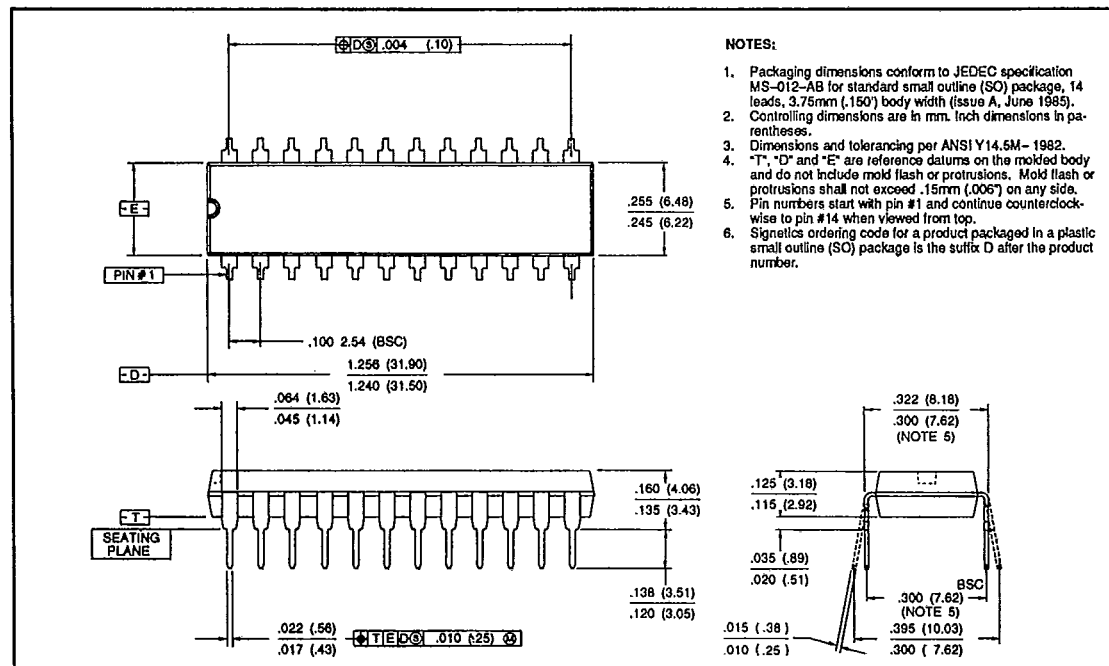 ⌖ D Ⓢ .004 (.10)
- E -
.255 (6.48)
.245 (6.22)
PIN #1
.100 2.54 (BSC)
- D -
1.256 (31.90)
1.240 (31.50)
.064 (1.63)
.045 (1.14)
- T -
SEATING
PLANE
.160 (4.06)
.135 (3.43)
.138 (3.51)
.120 (3.05)
.022 (.56)
.017 (.43)
T E D Ⓢ .010 (.25) Ⓜ
NOTES:
1. Packaging dimensions conform to JEDEC specification
MS-012-AB for standard small outline (SO) package, 14
leads, 3.75mm (.150') body width (issue A, June 1985).
2. Controlling dimensions are in mm. Inch dimensions in pa-
rentheses.
3. Dimensions and tolerancing per ANSI Y14.5M- 1982.
4. "T", "D" and "E" are reference datums on the molded body
and do not include mold flash or protrusions. Mold flash or
protrusions shall not exceed .15mm (.006") on any side.
5. Pin numbers start with pin #1 and continue counterclock-
wise to pin #14 when viewed from top.
6. Signetics ordering code for a product packaged in a plastic
small outline (SO) package is the suffix D after the product
number.
.322 (8.18)
.300 (7.62)
(NOTE 5)
.125 (3.18)
.115 (2.92)
.035 (.89)
.020 (.51)
BSC
.300 (7.62)
(NOTE 5)
.015 (.38)
.010 (.25)
.395 (10.03)
.300 ( 7.62)